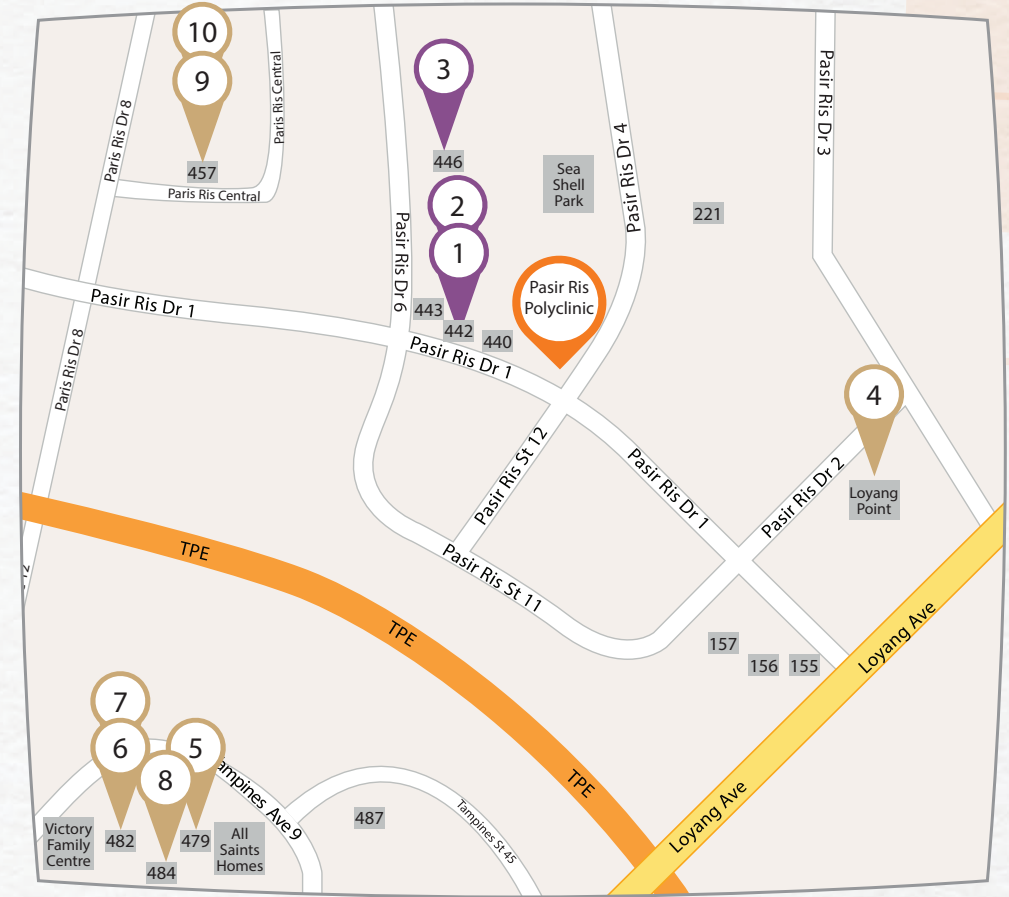 10
9
457
Paris Ris Dr 8
Paris Ris Central
Paris Ris Central
3
446
2
1
443
442
440
Pasir Ris Dr 6
Sea
Shell
Park
Pasir Ris Dr 4
221
Pasir Ris Dr 3
Pasir Ris
Polyclinic
Pasir Ris Dr 1
Pasir Ris Dr 1
Paris Ris Dr 8
4
Loyang
Point
Pasir Ris St 12
Pasir Ris Dr 1
Pasir Ris Dr 2
TPE
Pasir Ris St 11
TPE
157
156
155
Loyang Ave
7
6
5
8
ampines Ave 9
Victory
Family
Centre
482
484
479
All
Saints
Homes
487
Tampines St 45
TPE
Loyang Ave